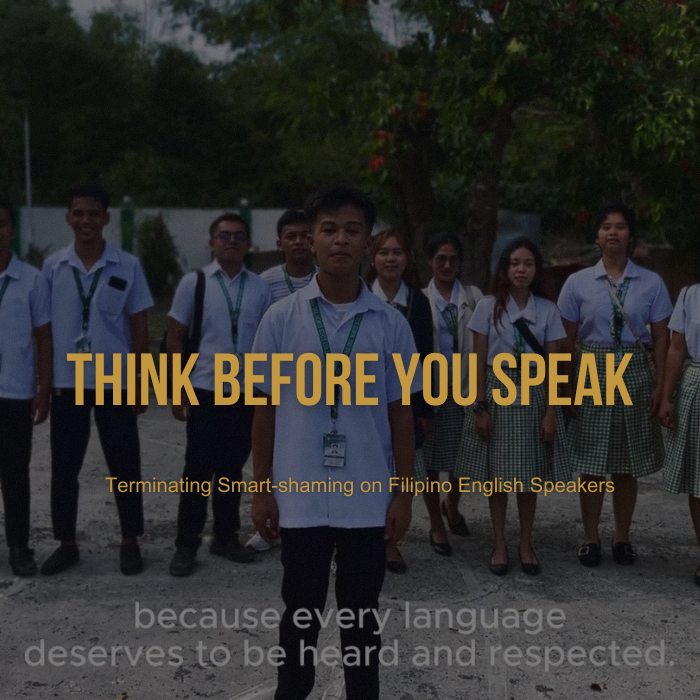 THINK BEFORE YOU SPEAK
Terminating Smart-shaming on Filipino English Speakers
because every language
deserves to be heard and respected.